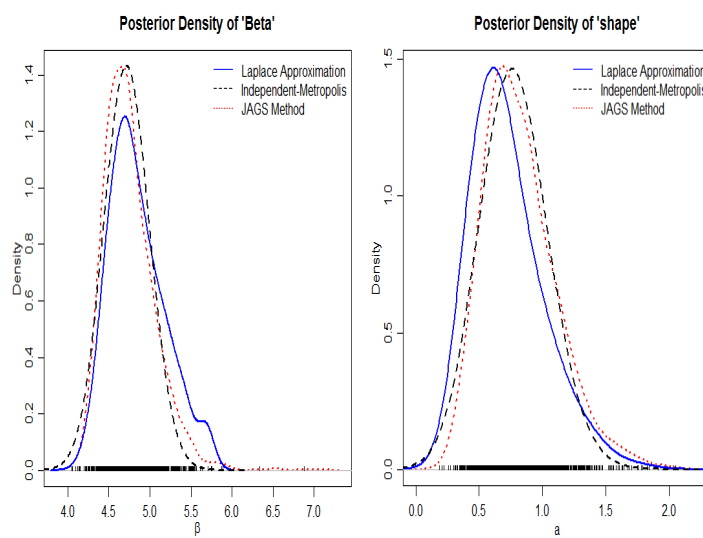 Posterior Density of 'Beta'
Laplace Approximation
Independent-Metropolis
JAGS Method
Density
0.0 0.2 0.4 0.6 0.8 1.0 1.2 1.4
4.0 4.5 5.0 5.5 6.0 6.5 7.0
β
Posterior Density of 'shape'
Laplace Approximation
Independent-Metropolis
JAGS Method
Density
0.0 0.5 1.0 1.5
0.0 0.5 1.0 1.5 2.0
a